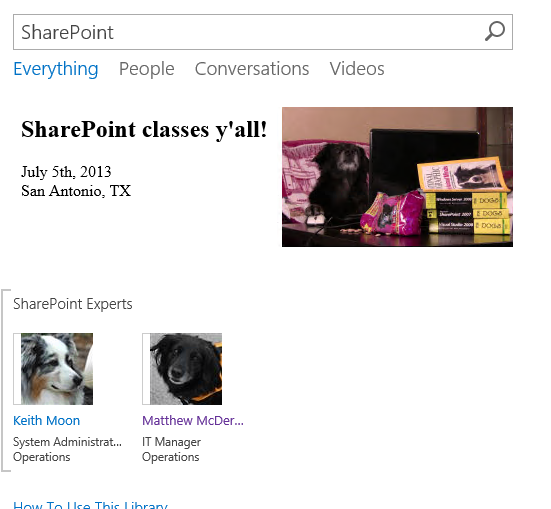 SharePoint
Everything People Conversations Videos
SharePoint classes y'all!
July 5th, 2013
San Antonio, TX
SharePoint Experts
Keith Moon
Matthew McDer...
System Administrat...
IT Manager
Operations
Operations
How To Use This Library